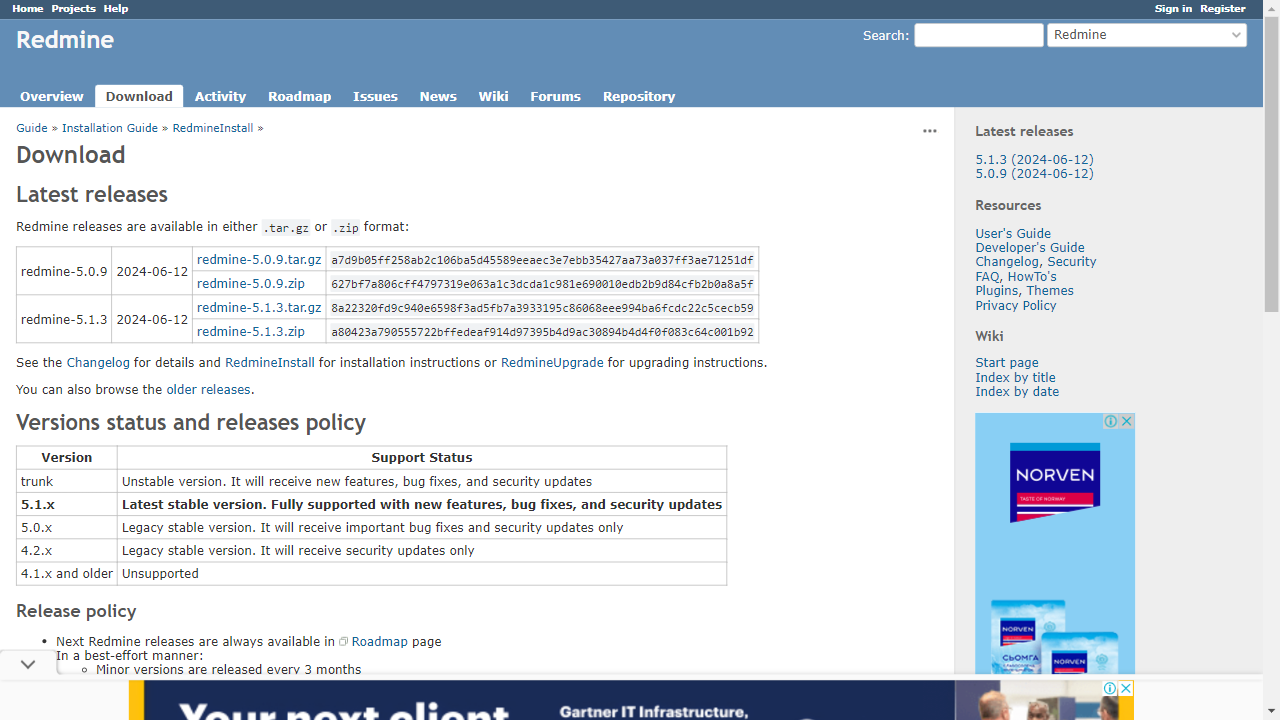 Home Projects Help Sign in Register
Redmine Search: Redmine
Overview Download Activity Roadmap Issues News Wiki Forums Repository
Guide » Installation Guide » RedmineInstall »
Download
Latest releases
Redmine releases are available in either .tar.gz or .zip format:
redmine-5.0.9 2024-06-12 redmine-5.0.9.tar.gz a7d9b05ff258ab2c106ba5d45589eeaec3e7ebb35427aa73a037ff3ae71251df
redmine-5.0.9.zip 627bf7a806cff4797319e063a1c3dcda1c981e690010edb2b9d84cfb2b0a8a5f
redmine-5.1.3 2024-06-12 redmine-5.1.3.tar.gz 8a22320fd9c940e6598f3ad5fb7a3933195c86068eee994ba6fcdc22c5cecb59
redmine-5.1.3.zip a80423a790555722bffedeaf914d97395b4d9ac30894b4d4f0f083c64c001b92
See the Changelog for details and RedmineInstall for installation instructions or RedmineUpgrade for upgrading instructions.
You can also browse the older releases.
Versions status and releases policy
Version Support Status
trunk Unstable version. It will receive new features, bug fixes, and security updates
5.1.x Latest stable version. Fully supported with new features, bug fixes, and security updates
5.0.x Legacy stable version. It will receive important bug fixes and security updates only
4.2.x Legacy stable version. It will receive security updates only
4.1.x and older Unsupported
Release policy
• Next Redmine releases are always available in Roadmap page
In a best-effort manner:
Minor versions are released every 3 months
Latest releases
5.1.3 (2024-06-12)
5.0.9 (2024-06-12)
Resources
User's Guide
Developer's Guide
Changelog, Security
FAQ, HowTo's
Plugins, Themes
Privacy Policy
Wiki
Start page
Index by title
Index by date
NORVEN
TASTE OF NORWAY
NORVEN
СЬОМГА
NORVEN
Your next client
Gartner IT Infrastructure,